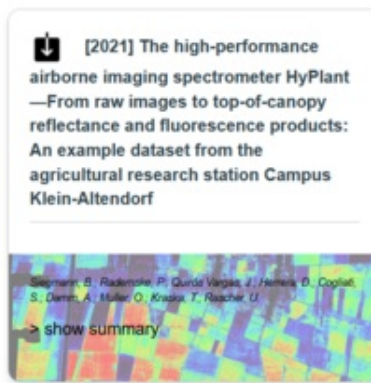 [2021] The high-performance
airborne imaging spectrometer HyPlant
—From raw images to top-of-canopy
reflectance and fluorescence products:
An example dataset from the
agricultural research station Campus
Klein-Altendorf
Siegmann, B.; Rademske, P.; Quirós Vargas, J.; Herrera, D.; Cogliati,
S.; Damm, A.; Muller, O.; Kraska, T.; Rascher, U.
> show summary